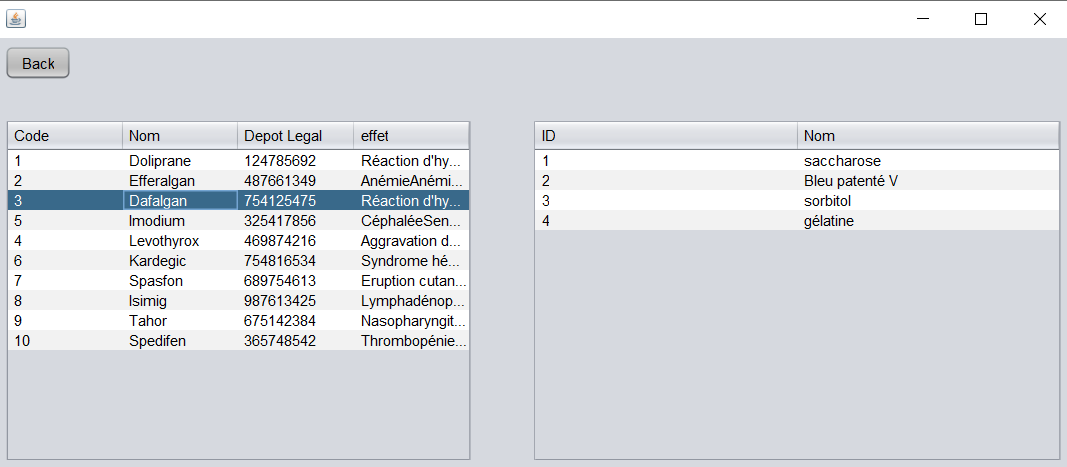 Back
Code Nom Depot Legal effet
1 Doliprane 124785692 Réaction d'hy...
2 Efferalgan 487661349 AnémieAnémi...
3 Dafalgan 754125475 Réaction d'hy...
5 Imodium 325417856 CéphaléeSen...
4 Levothyrox 469874216 Aggravation d...
6 Kardegic 754816534 Syndrome hé...
7 Spasfon 689754613 Eruption cutan...
8 Isimig 987613425 Lymphadénop...
9 Tahor 675142384 Nasopharyngit...
10 Spedifen 365748542 Thrombopénie...
ID Nom
1 saccharose
2 Bleu patenté V
3 sorbitol
4 gélatine